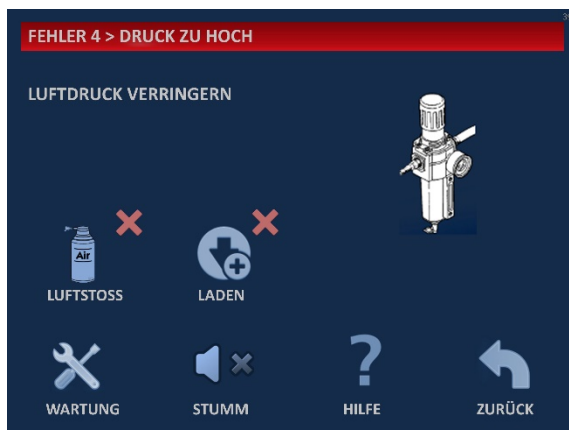 FEHLER 4 > DRUCK ZU HOCH
LUFTDRUCK VERRINGERN
Air
LUFTSTOSS LADEN
WARTUNG STUMM HILFE ZURÜCK